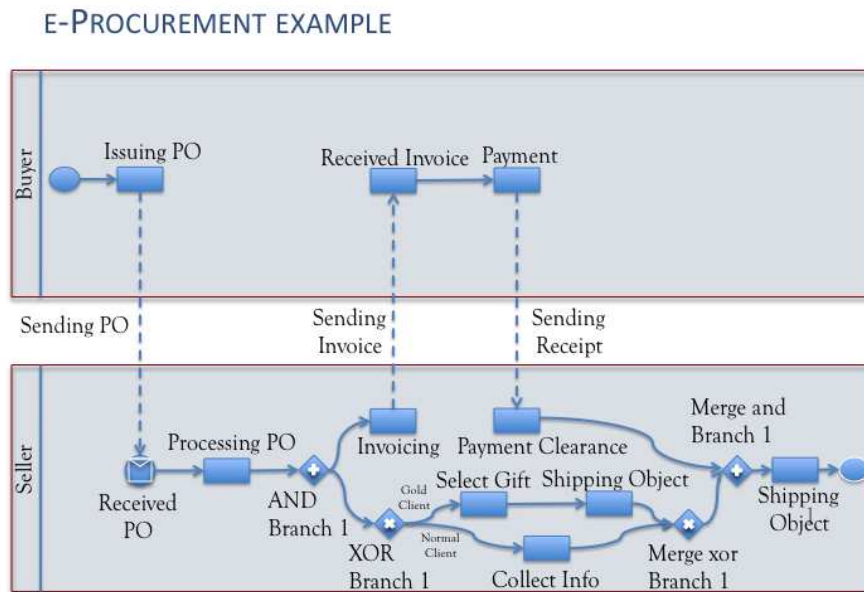 E-PROCUREMENT EXAMPLE
Buyer
Issuing PO
Received Invoice
Payment
Sending PO
Sending
Invoice
Sending
Receipt
Seller
Received
PO
Processing PO
AND
Branch 1
Invoicing
Payment Clearance
XOR
Branch 1
Gold
Client
Normal
Client
Select Gift
Shipping Object
Collect Info
Merge xor
Branch 1
Merge and
Branch 1
Shipping
Object
1